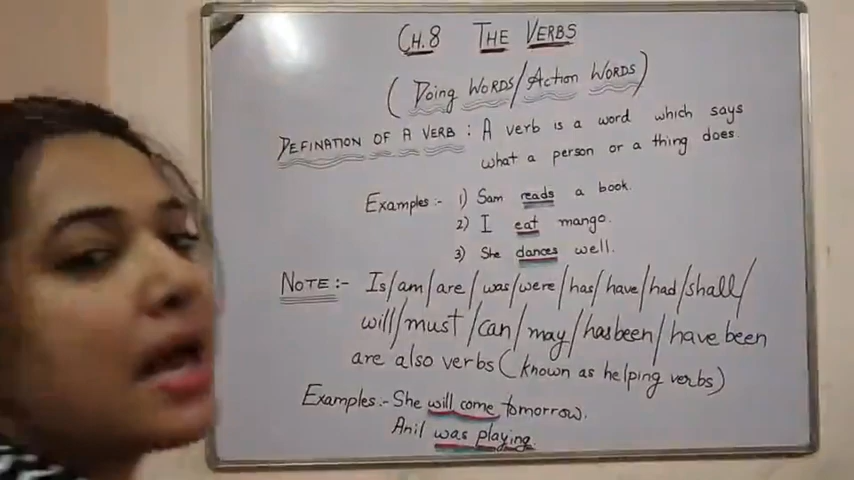 CH.8 THE VERBS
(Doing WORDS/Action WORDS)
DEFINATION OF A VERB : A verb is a word which says
what a person or a thing does.
Examples:- 1) Sam reads a book.
2) I eat mango.
3) She dances well.
NOTE:- Is/am/are/was/were/has/have/had/shall/
will/must/can/may/has been/have been
are also verbs (known as helping verbs)
Examples:- She will come tomorrow.
Anil was playing.